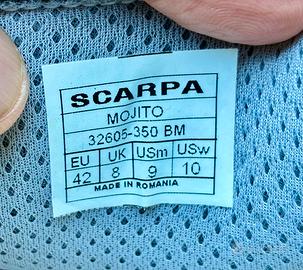 SCARPA
MOJITO
32605-350 BM
EU UK USm USw
42 8 9 10
MADE IN ROMANIA